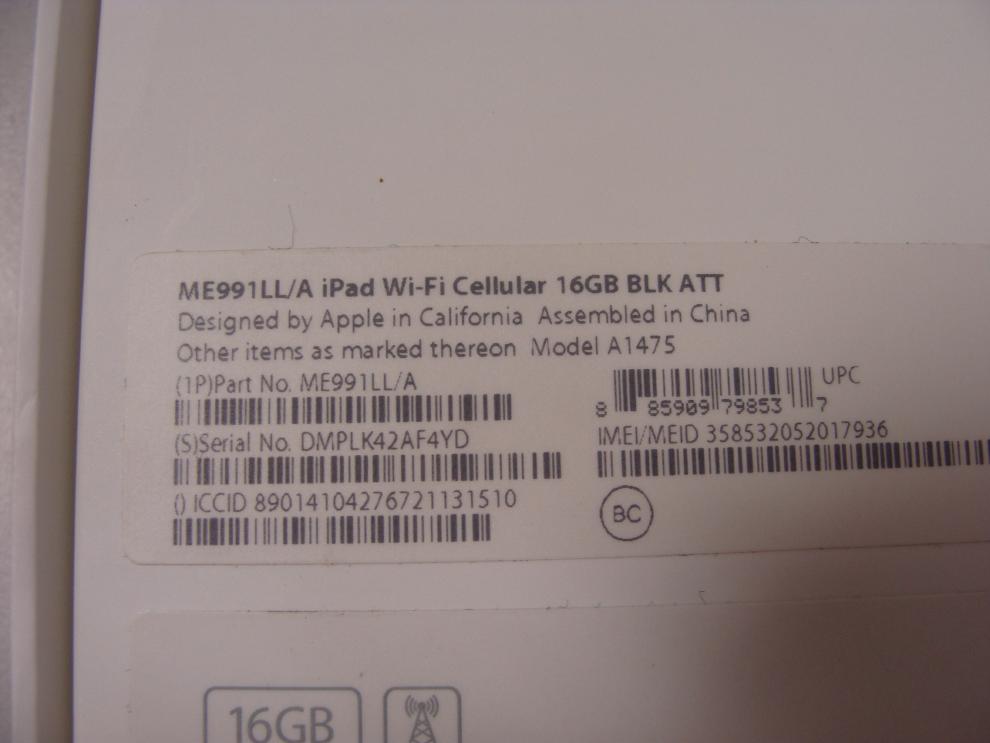 ME991LL/A iPad Wi-Fi Cellular 16GB BLK ATT
Designed by Apple in California Assembled in China
Other items as marked thereon Model A1475
(1P)Part No. ME991LL/A
UPC
8 85909 79853 7
(S)Serial No. DMPLK42AF4YD
IMEI/MEID 358532052017936
() ICCID 89014104276721131510
BC
16GB